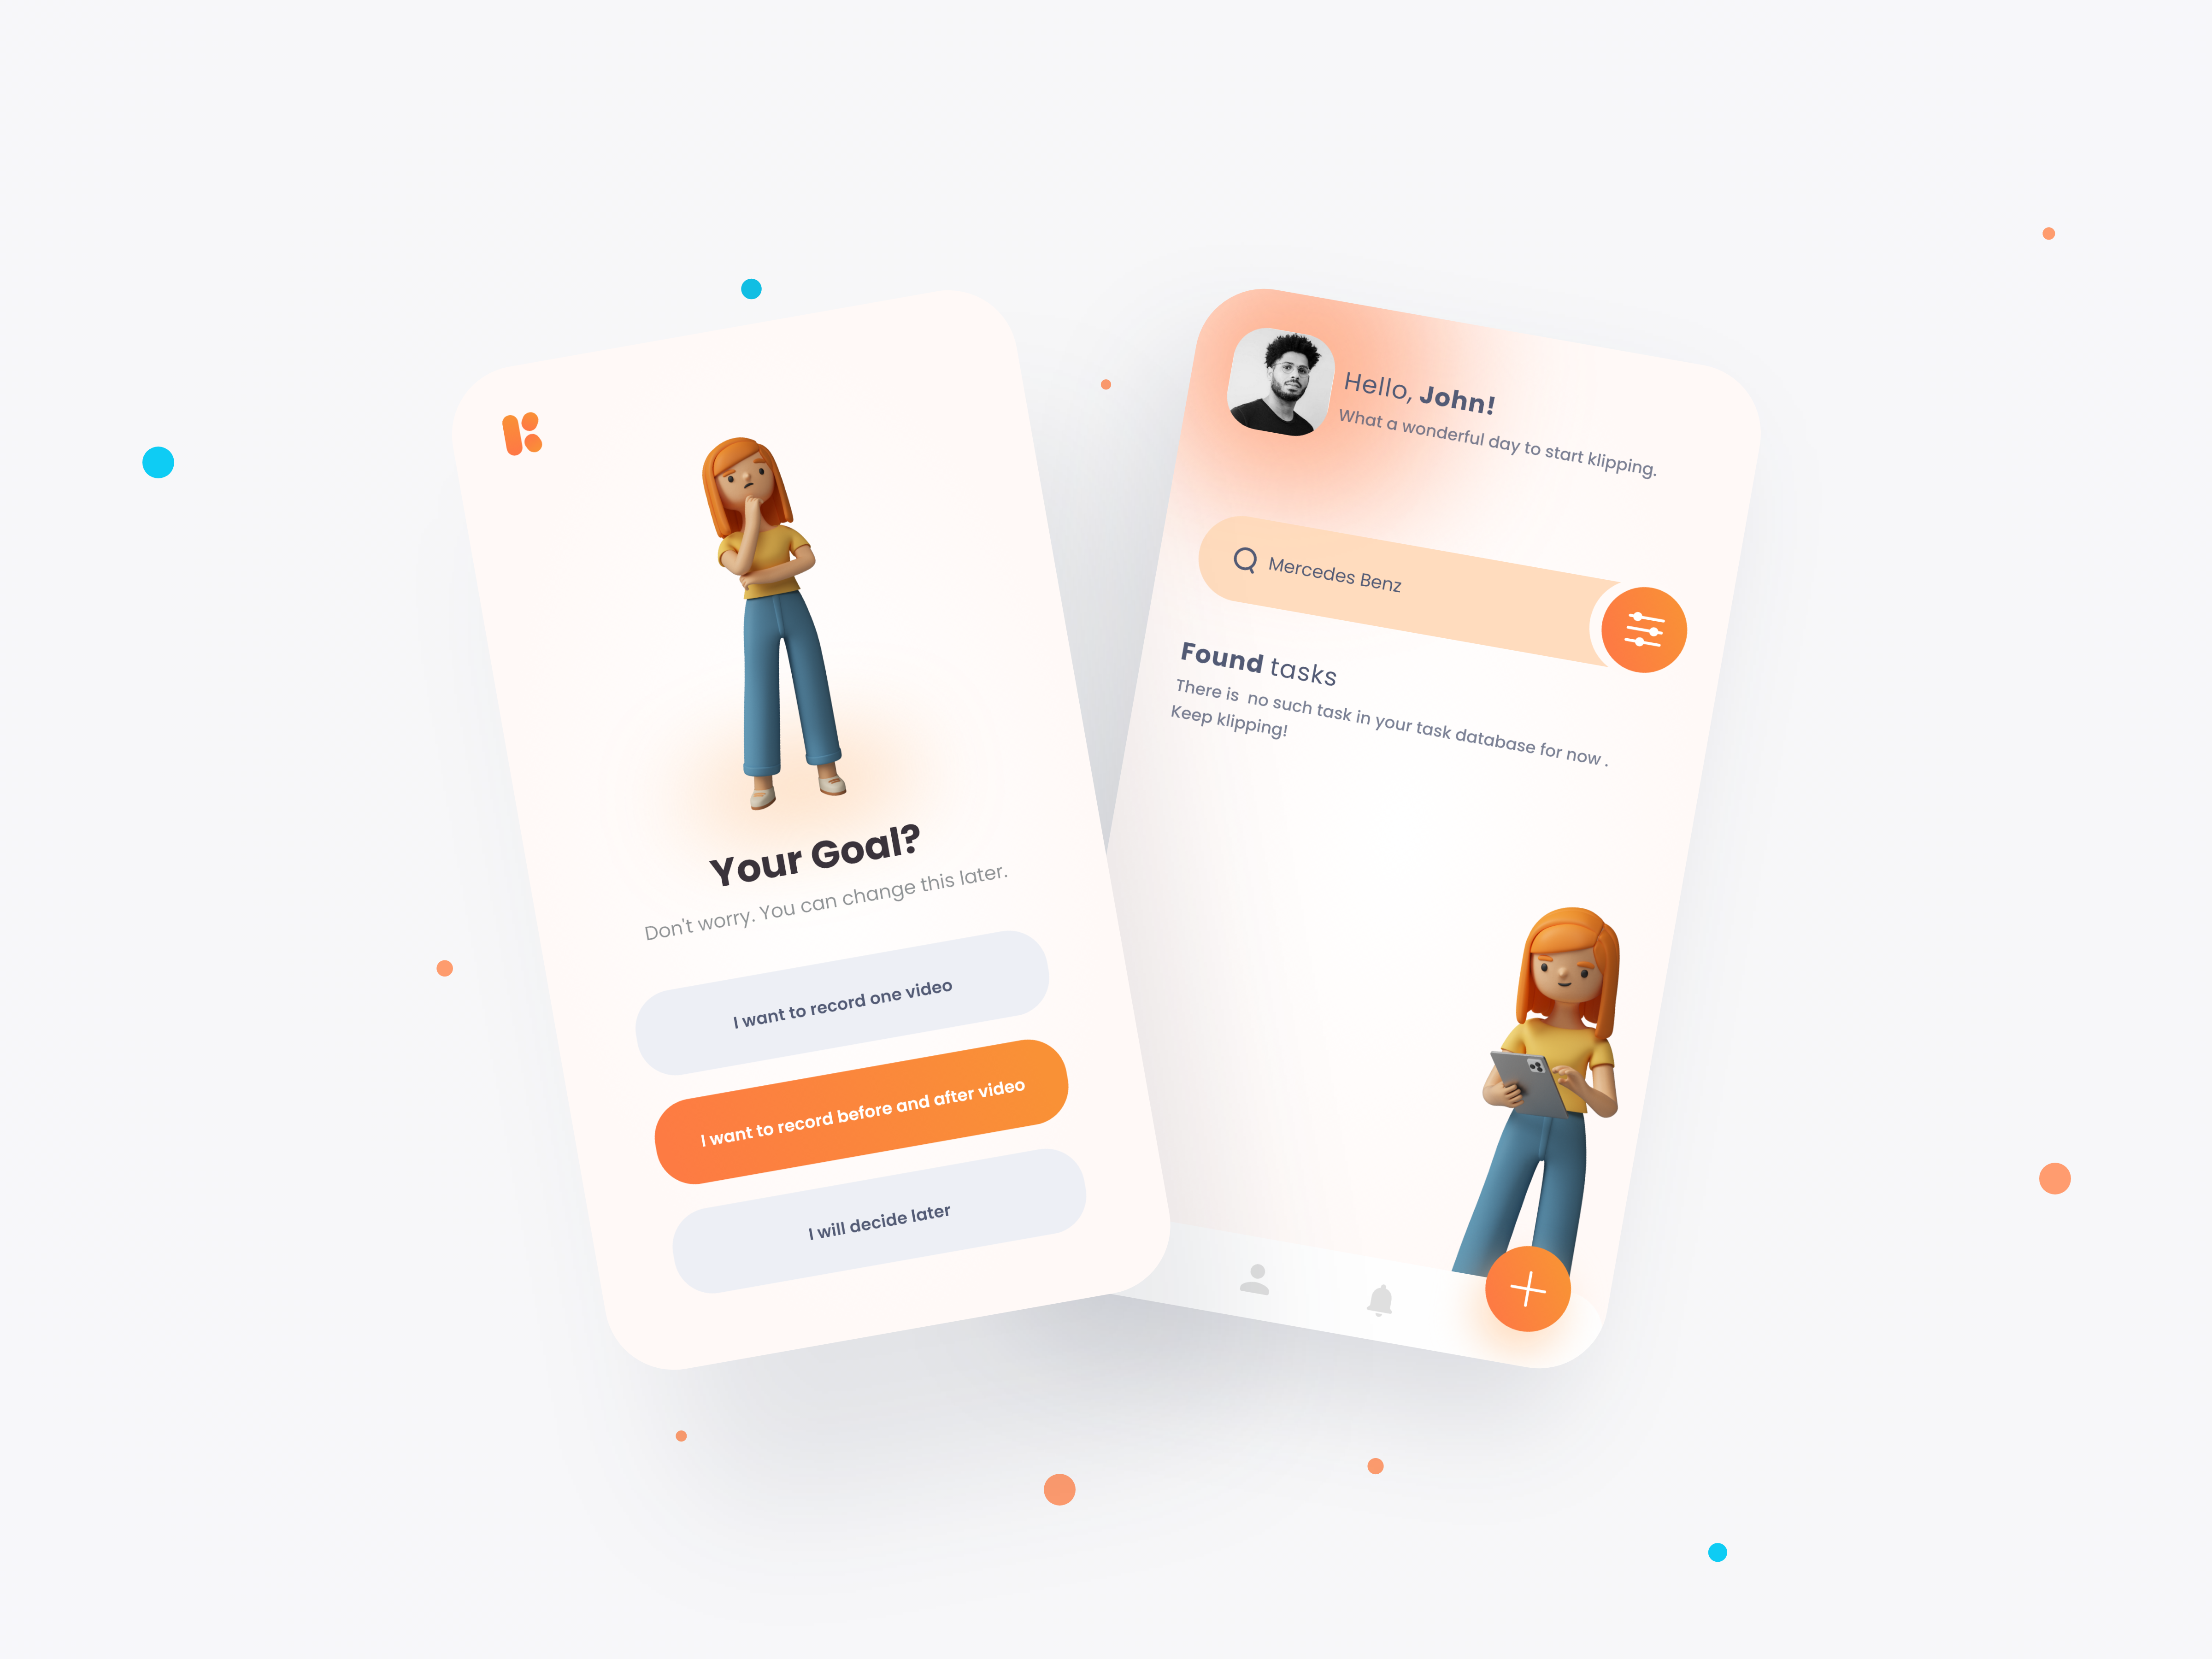 Your Goal?
Don't worry. You can change this later.
I want to record one video
I want to record before and after video
I will decide later
Hello, John!
What a wonderful day to start klipping.
Mercedes Benz
Found tasks
There is no such task in your task database for now .
Keep klipping!